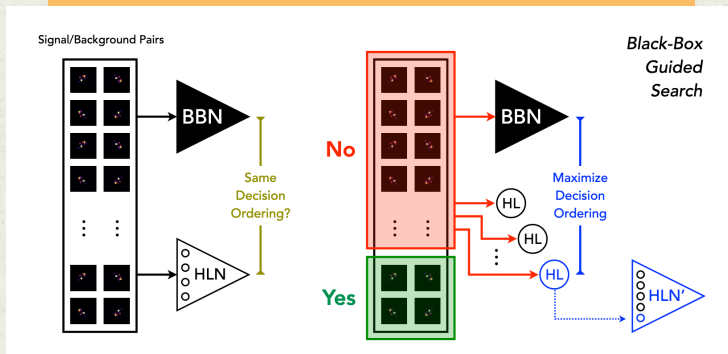 Signal/Background Pairs
BBN
Same
Decision
Ordering?
HLN
No
Yes
BBN
HL
HL
HL
Maximize
Decision
Ordering
HLN'
Black-Box
Guided
Search